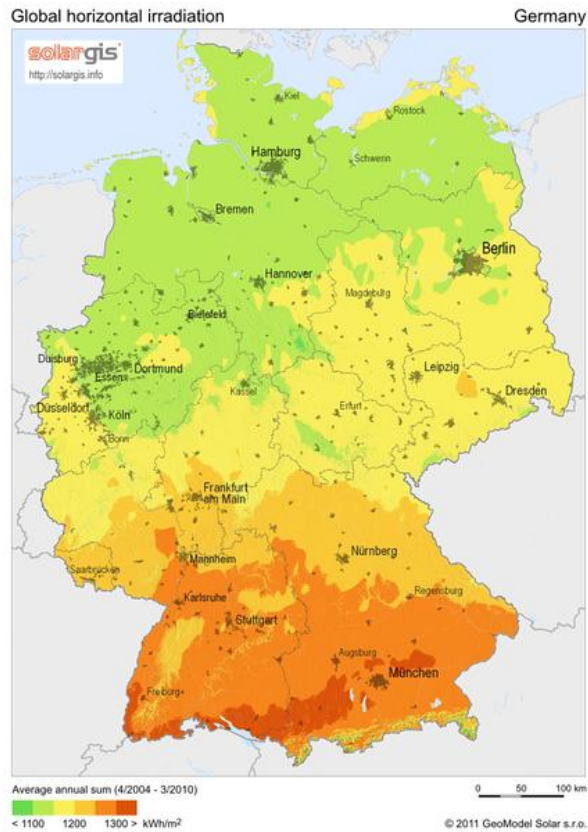 Global horizontal irradiation
Germany
solargis
http://solargis.info
Kiel
Rostock
Hamburg
Schwerin
Bremen
Berlin
Hannover
Magdeburg
Bielefeld
Duisburg
Dortmund
Essen
Leipzig
Kassel
Düsseldorf
Dresden
Köln
Erfurt
Bonn
Frankfurt
am Main
Mannheim
Nürnberg
Saarbrücken
Karlsruhe
Regensburg
Stuttgart
Augsburg
München
Freiburg
Average annual sum (4/2004 - 3/2010)
0 50 100 km
< 1100 1200 1300 > kWh/m²
© 2011 GeoModel Solar s.r.o.